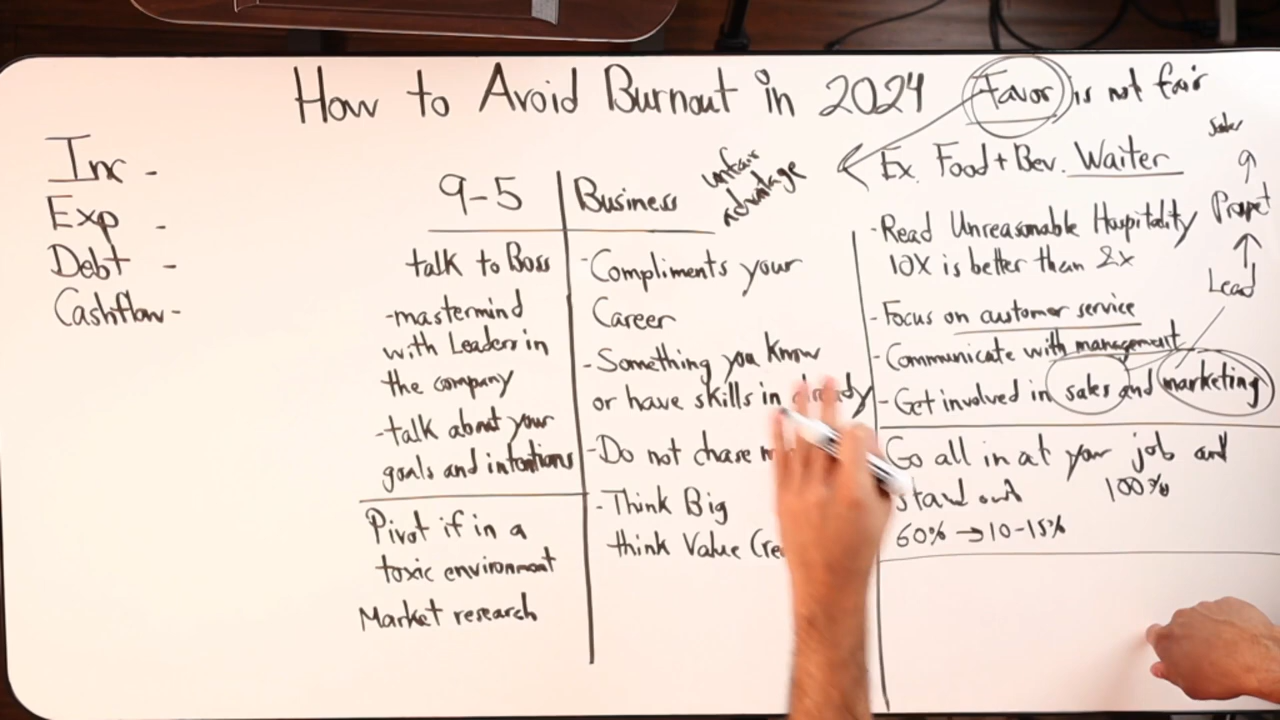 How to Avoid Burnout in 2024
Favor is not fair
Inc -
Exp -
Debt -
Cashflow -
9-5
talk to Boss
-mastermind
with Leaders in
the company
-talk about your
goals and intentions
Pivot if in a
toxic environment
Market research
Business
unfair
advantage
-Compliments your
Career
-Something you know
or have skills in already
-Do not chase
-Think Big
think Value
Ex. Food + Bev. Waiter
-Read Unreasonable Hospitality
10X is better than 2x
-Focus on customer service
-Communicate with management
-Get involved in sales and marketing
Sales
Lead
Go all in at your job and
stand out 100%
60% → 10-15%